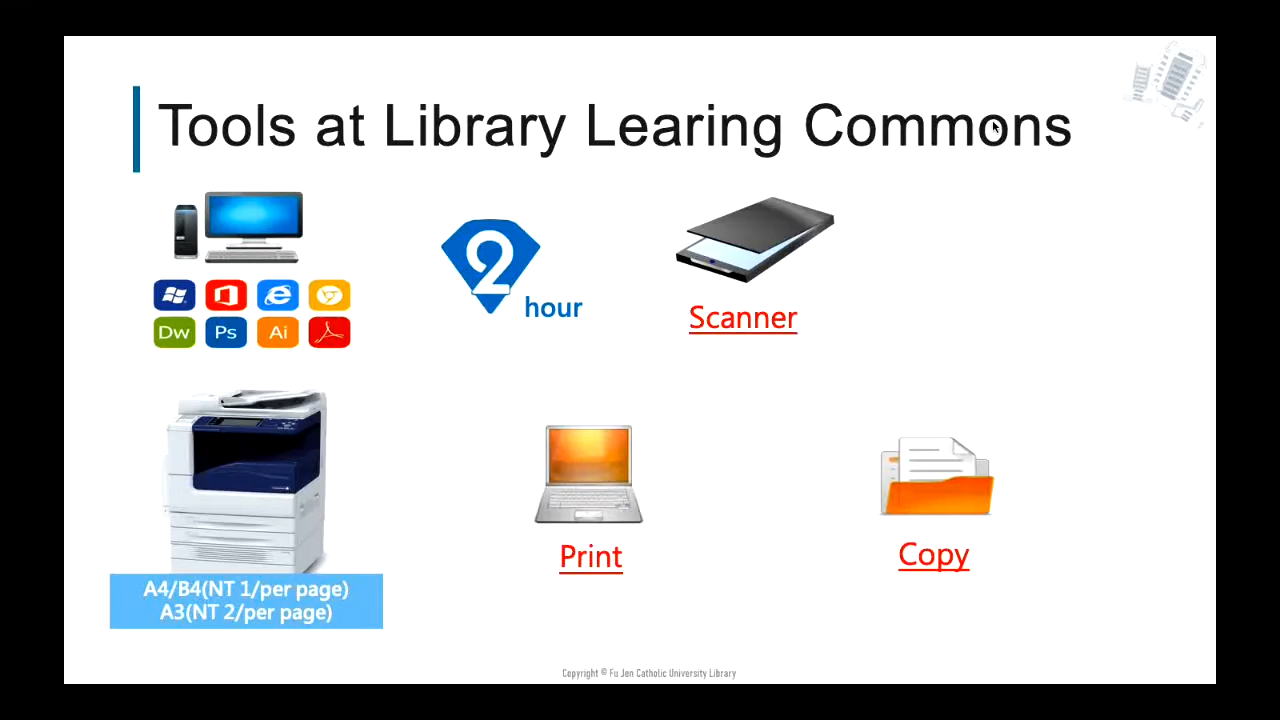 Tools at Library Learing Commons
2 hour
Scanner
Dw Ps Ai
Print
Copy
A4/B4(NT 1/per page)
A3(NT 2/per page)
Copyright © Fu Jen Catholic University Library